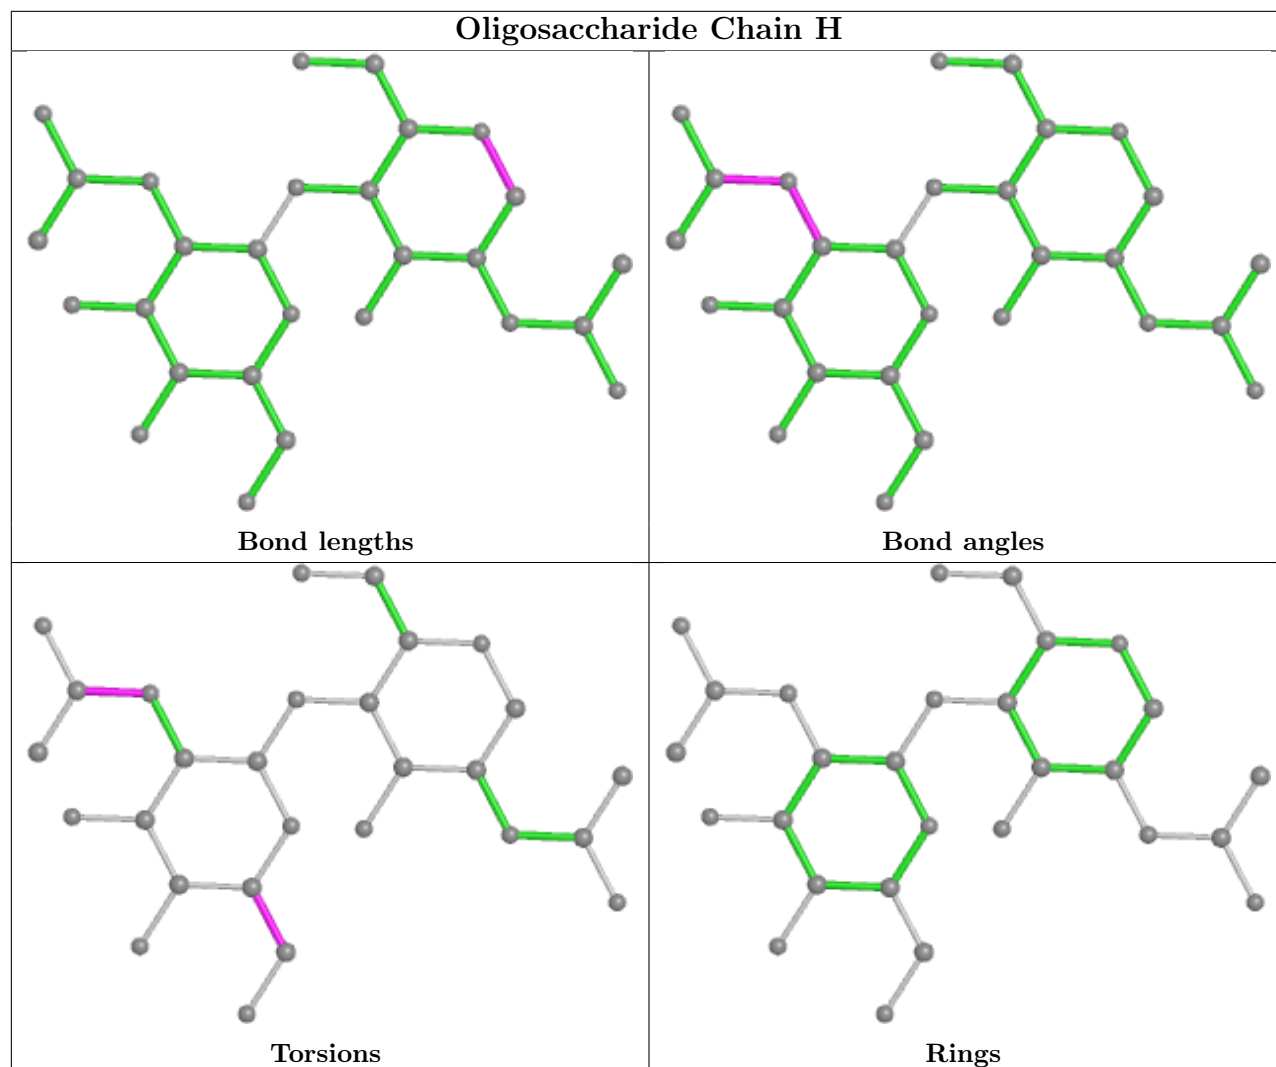 Oligosaccharide Chain H
Bond lengths
Bond angles
Torsions
Rings